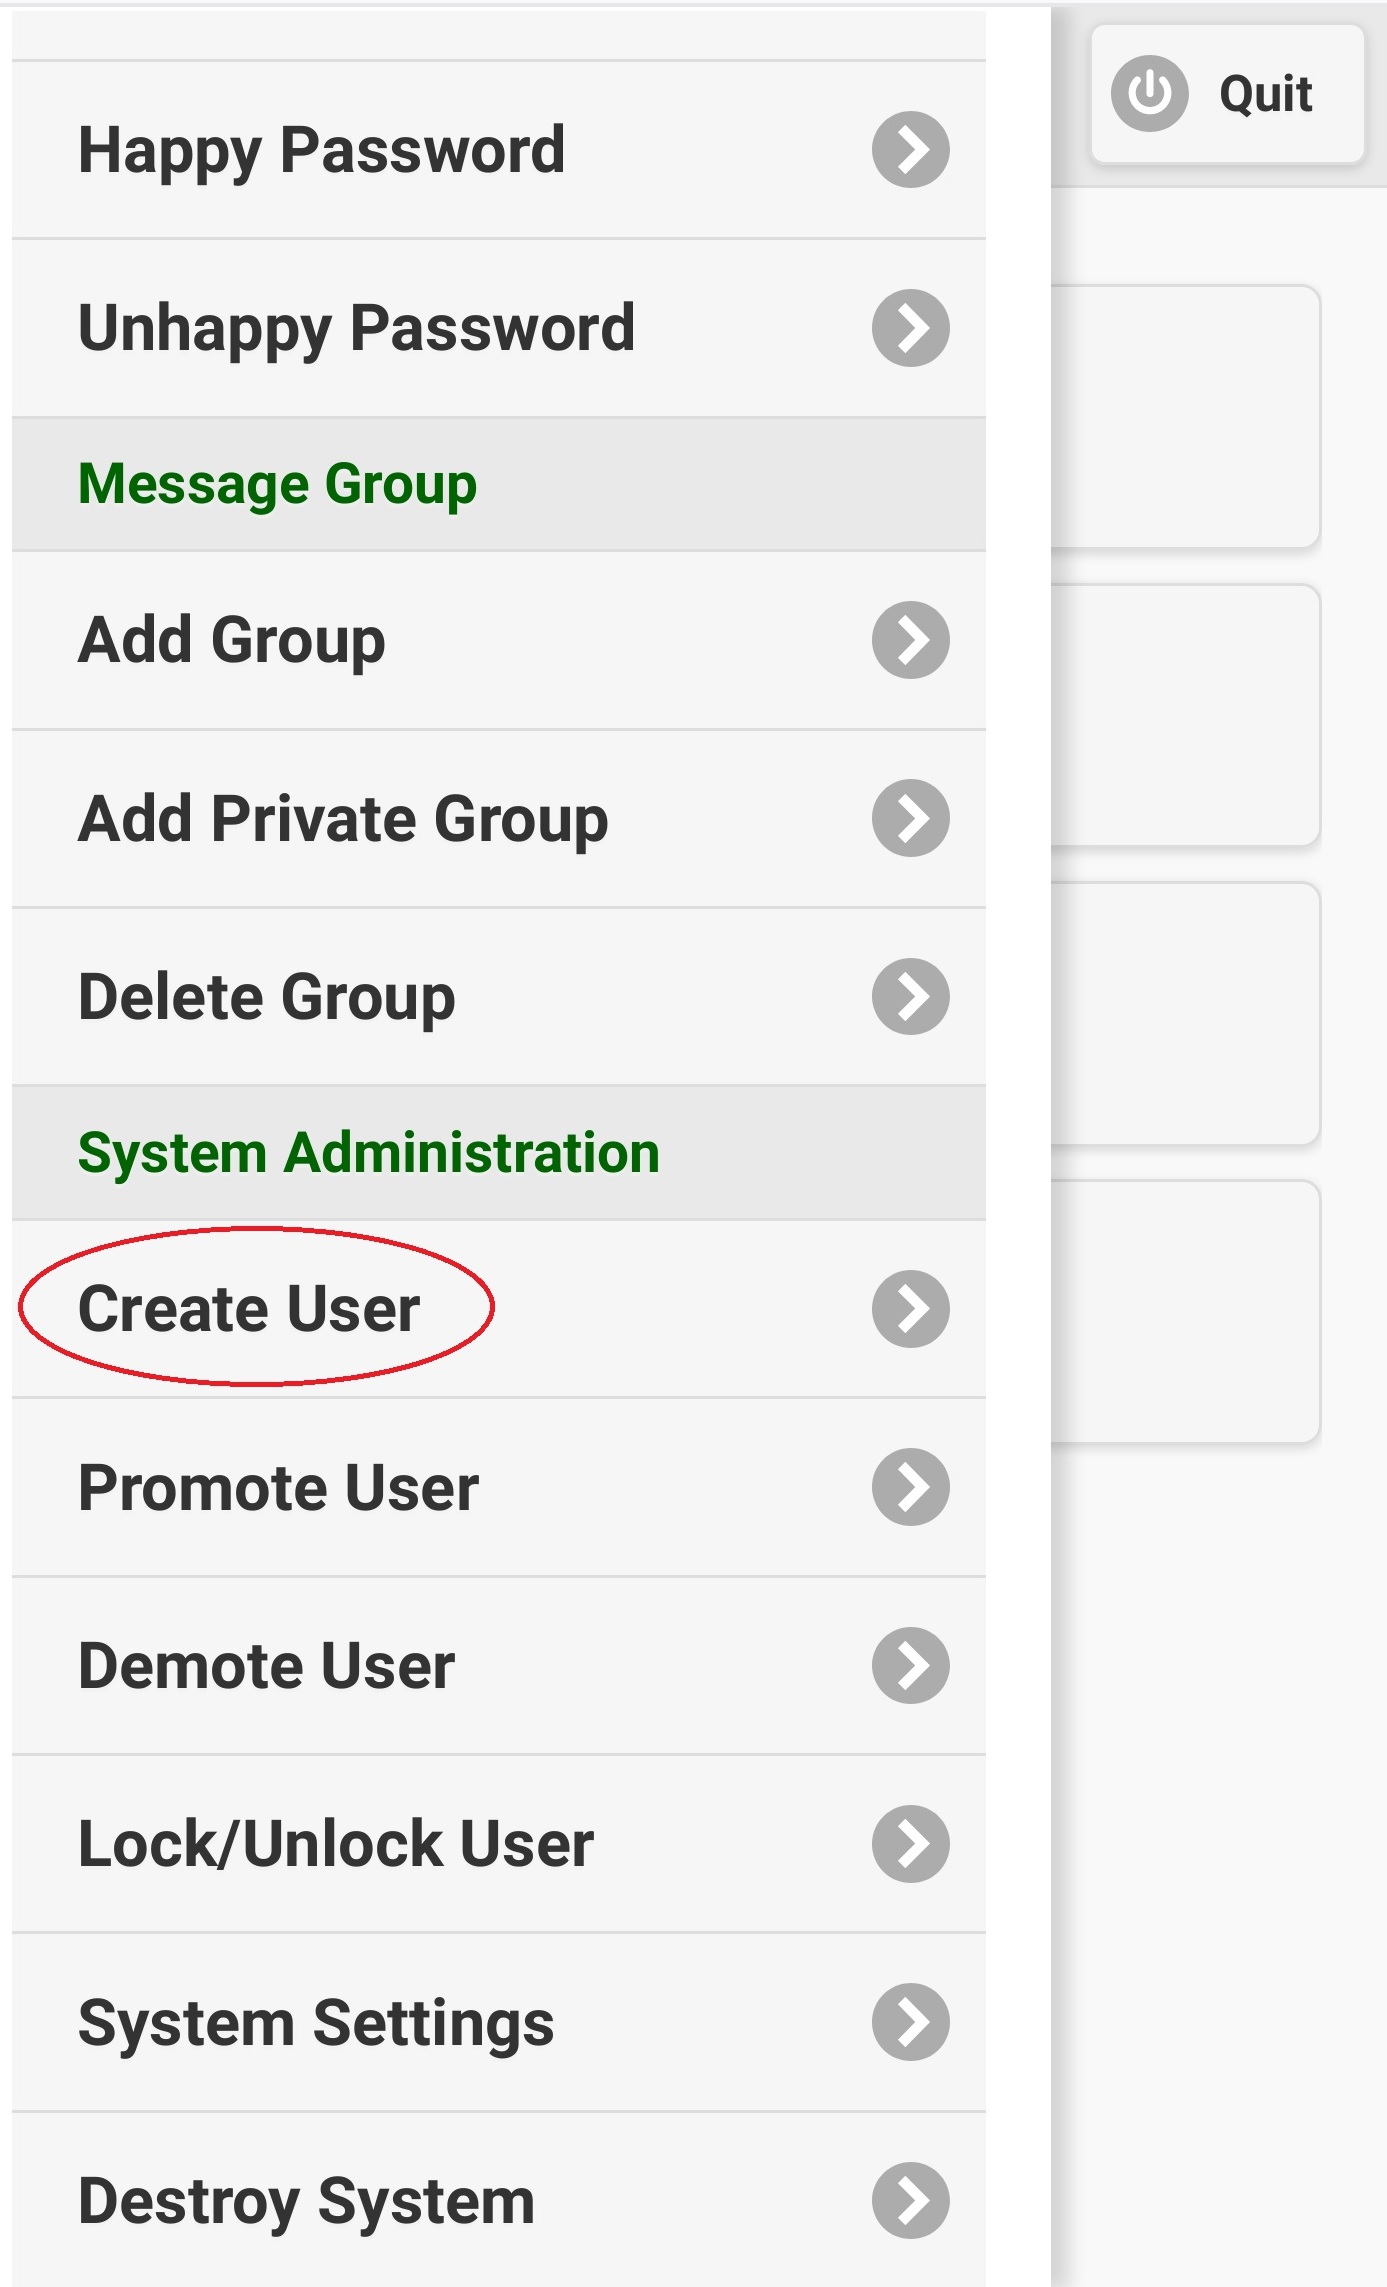 Quit
Happy Password
Unhappy Password
Message Group
Add Group
Add Private Group
Delete Group
System Administration
Create User
Promote User
Demote User
Lock/Unlock User
System Settings
Destroy System